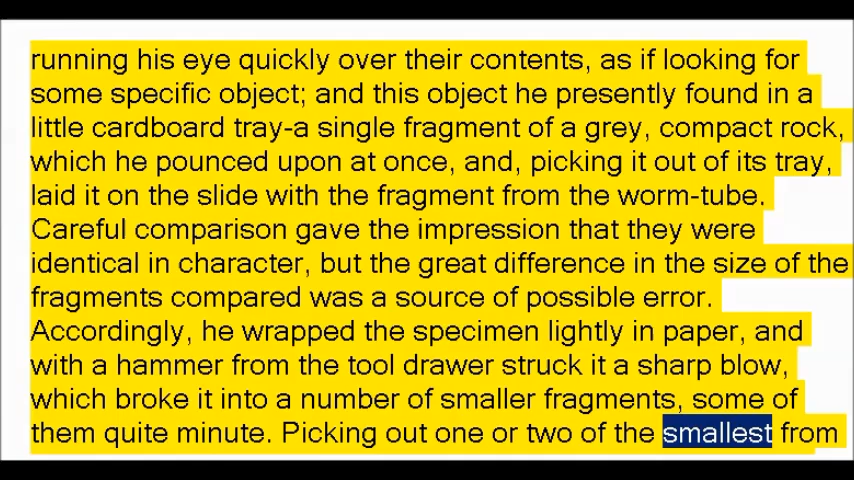 running his eye quickly over their contents, as if looking for
some specific object; and this object he presently found in a
little cardboard tray-a single fragment of a grey, compact rock,
which he pounced upon at once, and, picking it out of its tray,
laid it on the slide with the fragment from the worm-tube.
Careful comparison gave the impression that they were
identical in character, but the great difference in the size of the
fragments compared was a source of possible error.
Accordingly, he wrapped the specimen lightly in paper, and
with a hammer from the tool drawer struck it a sharp blow,
which broke it into a number of smaller fragments, some of
them quite minute. Picking out one or two of the smallest from